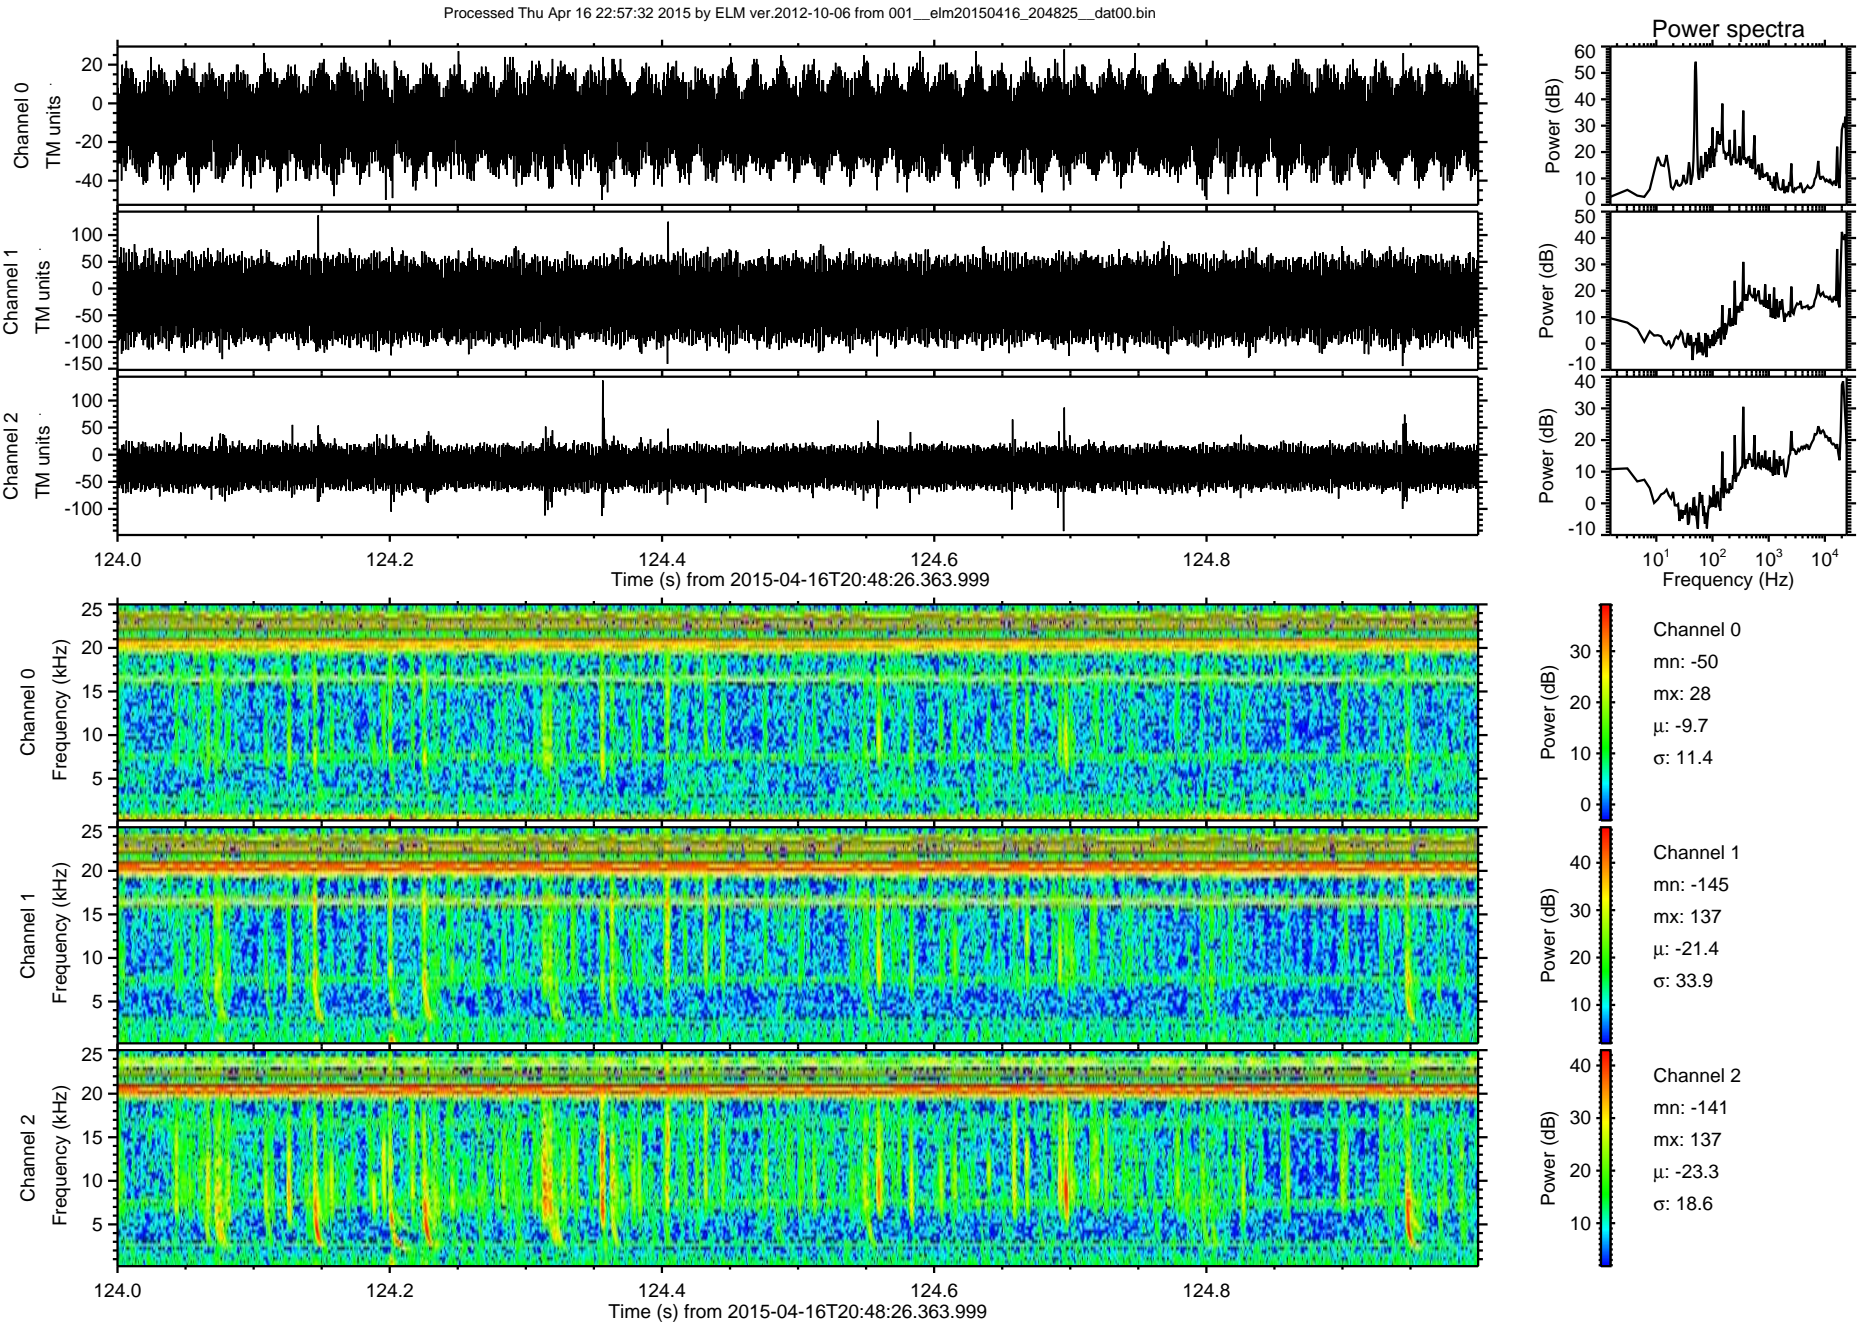 Processed Thu Apr 16 22:57:32 2015 by ELM ver.2012-10-06 from 001__elm20150416_204825__dat00.bin
Power spectra
Channel 0
TM units
20
0
-20
-40
Power (dB)
60
50
40
30
20
10
0
Channel 1
TM units
100
50
0
-50
-100
-150
Power (dB)
50
40
30
20
10
0
-10
Channel 2
TM units
100
50
0
-50
-100
Power (dB)
40
30
20
10
0
-10
124.0 124.2 124.4 124.6 124.8
Time (s) from 2015-04-16T20:48:26.363.999
10^1 10^2 10^3 10^4
Frequency (Hz)
Channel 0
Frequency (kHz)
25
20
15
10
5
Power (dB)
30
20
10
0
Channel 0
mn: -50
mx: 28
μ: -9.7
σ: 11.4
Channel 1
Frequency (kHz)
25
20
15
10
5
Power (dB)
40
30
20
10
Channel 1
mn: -145
mx: 137
μ: -21.4
σ: 33.9
Channel 2
Frequency (kHz)
25
20
15
10
5
Power (dB)
40
30
20
10
Channel 2
mn: -141
mx: 137
μ: -23.3
σ: 18.6
124.0 124.2 124.4 124.6 124.8
Time (s) from 2015-04-16T20:48:26.363.999